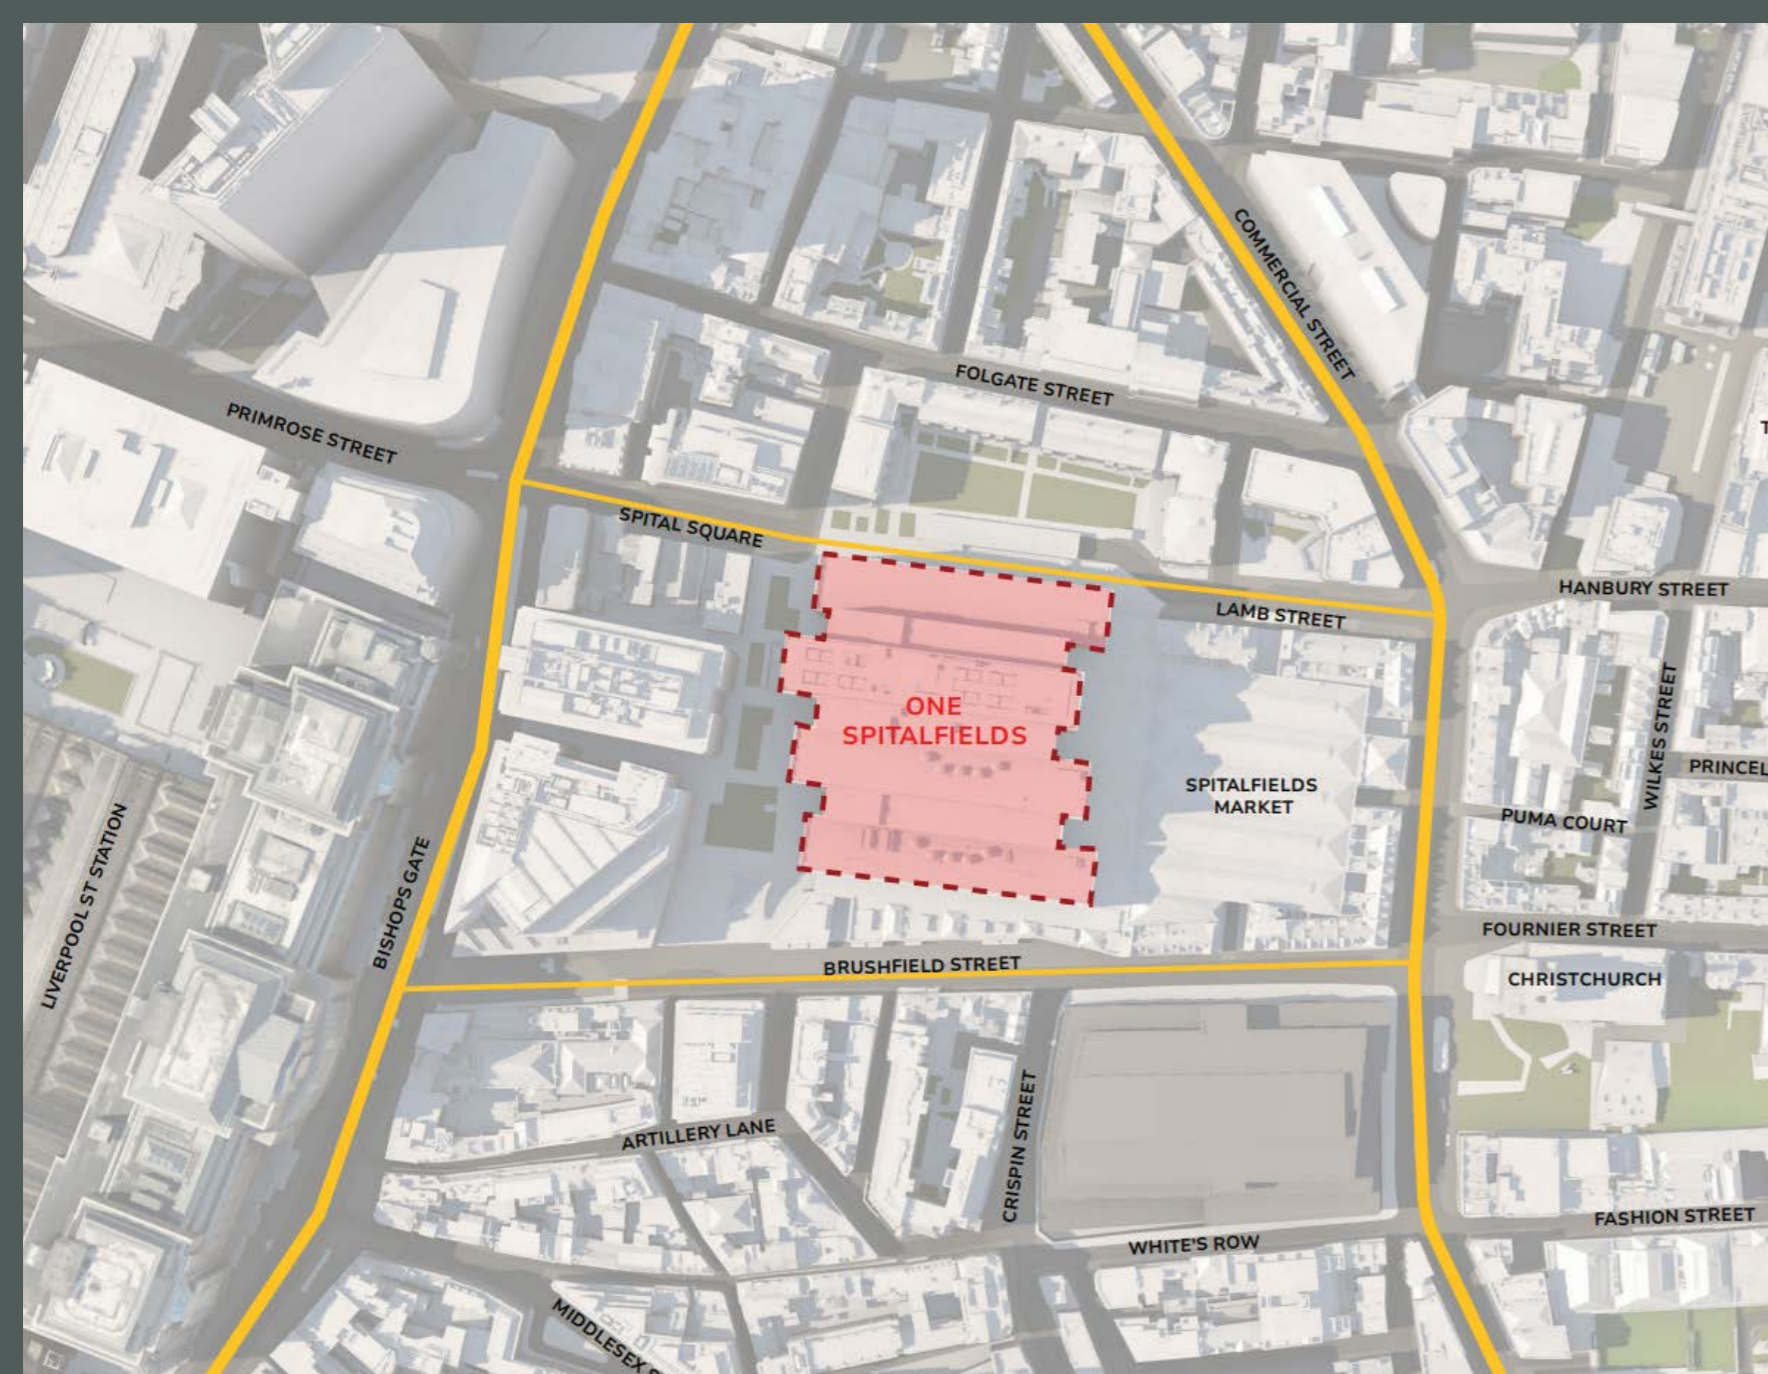 COMMERCIAL STREET
FOLGATE STREET
PRIMROSE STREET
SPITAL SQUARE
HANBURY STREET
LAMB STREET
ONE
SPITALFIELDS
WILKES STREET
SPITALFIELDS
MARKET
PRINCEL
PUMA COURT
LIVERPOOL ST STATION
BISHOPS GATE
FOURNIER STREET
BRUSHFIELD STREET
CHRISTCHURCH
ARTILLERY LANE
CRISPIN STREET
FASHION STREET
WHITE'S ROW
MIDDLESEX S